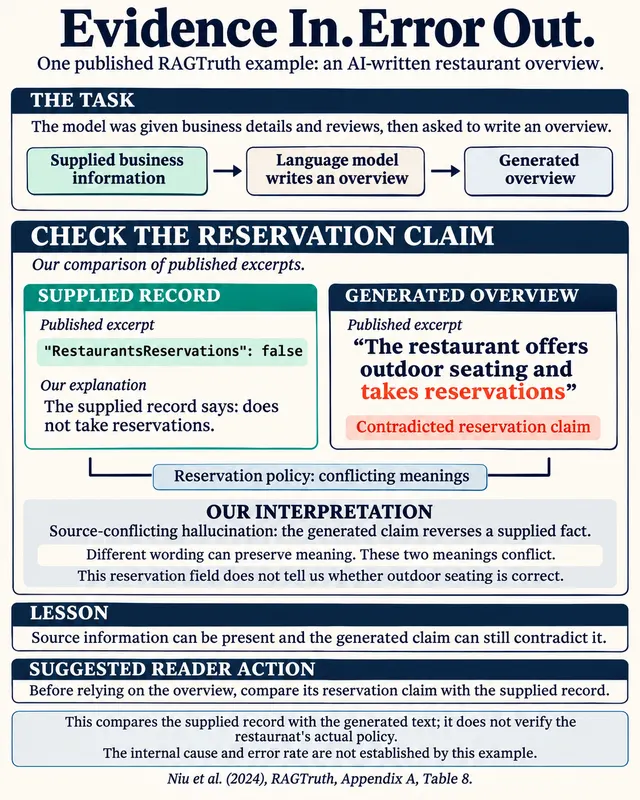 Evidence In. Error Out.
One published RAGTruth example: an AI-written restaurant overview.
THE TASK
The model was given business details and reviews, then asked to write an overview.
Supplied business
information
Language model
writes an overview
Generated
overview
CHECK THE RESERVATION CLAIM
Our comparison of published excerpts.
SUPPLIED RECORD
Published excerpt
"RestaurantsReservations": false
Our explanation
The supplied record says: does
not take reservations.
GENERATED OVERVIEW
Published excerpt
“The restaurant offers
outdoor seating and
takes reservations”
Contradicted reservation claim
Reservation policy: conflicting meanings
OUR INTERPRETATION
Source-conflicting hallucination: the generated claim reverses a supplied fact.
Different wording can preserve meaning. These two meanings conflict.
This reservation field does not tell us whether outdoor seating is correct.
LESSON
Source information can be present and the generated claim can still contradict it.
SUGGESTED READER ACTION
Before relying on the overview, compare its reservation claim with the supplied record.
This compares the supplied record with the generated text; it does not verify the
restaurnat's actual policy.
The internal cause and error rate are not established by this example.
Niu et al. (2024), RAGTruth, Appendix A, Table 8.